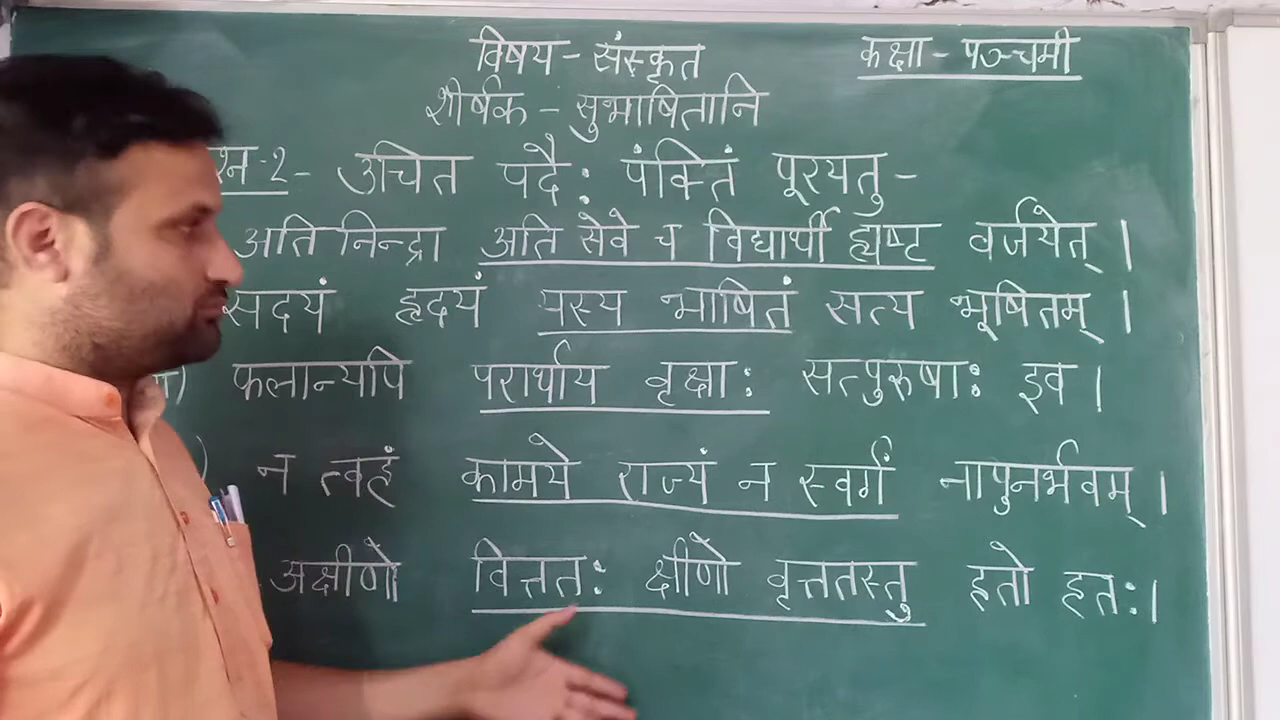 विषय - संस्कृत
कक्षा - पञ्चमी
शीर्षक - सुभाषितानि
2 - उचित पदै: पंक्तिं पूरयतु -
अति निन्द्रा अति सेवे च विद्यार्थी ह्यष्ट वर्जयेत् ।
सदयं हृदयं यस्य भाषितं सत्य भूषितम् ।
फलान्यपि परार्थाय वृक्षा: सत्पुरुषा: इव ।
) न त्वहं कामये राज्यं न स्वर्गं नापुनर्भवम् ।
अक्षीणो वित्तत: क्षीणो वृत्ततस्तु हतो हत: ।